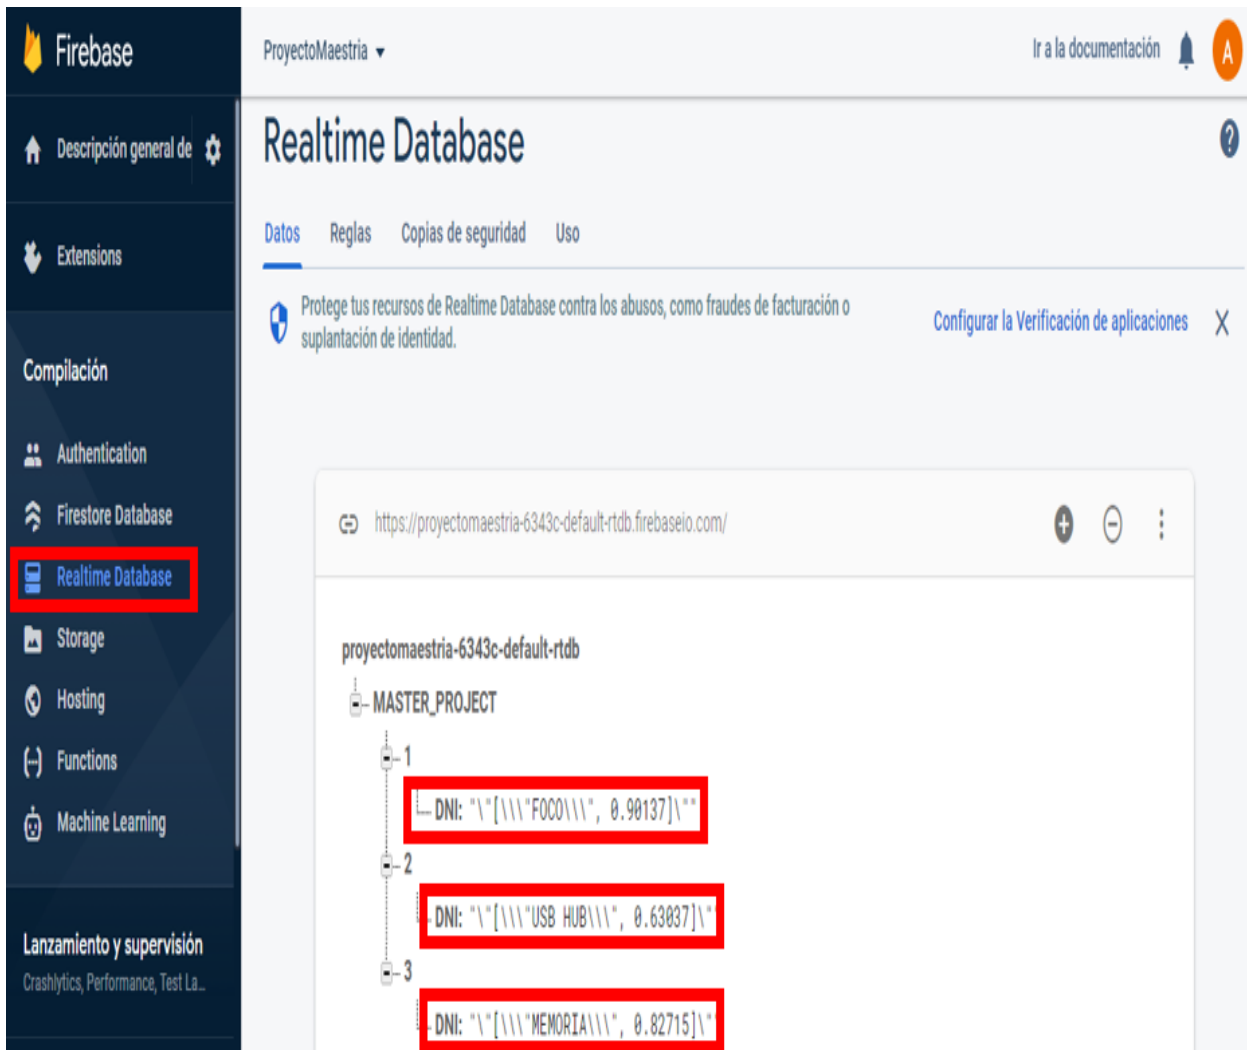 Firebase
ProyectoMaestria
Ir a la documentación
A
Descripción general de
Realtime Database
?
Extensions
Datos Reglas Copias de seguridad Uso
Protege tus recursos de Realtime Database contra los abusos, como fraudes de facturación o
suplantación de identidad.
Configurar la Verificación de aplicaciones
Compilación
Authentication
Firestore Database
Realtime Database
Storage
Hosting
Functions
Machine Learning
Lanzamiento y supervisión
Crashlytics, Performance, Test La...
https://proyectomaestria-6343c-default-rtdb.firebaseio.com/
proyectomaestria-6343c-default-rtdb
MASTER_PROJECT
1
DNI: "\"[\\\"FOCO\\\", 0.90137]\""
2
DNI: "\"[\\\"USB HUB\\\", 0.63037]\""
3
DNI: "\"[\\\"MEMORIA\\\", 0.82715]\""